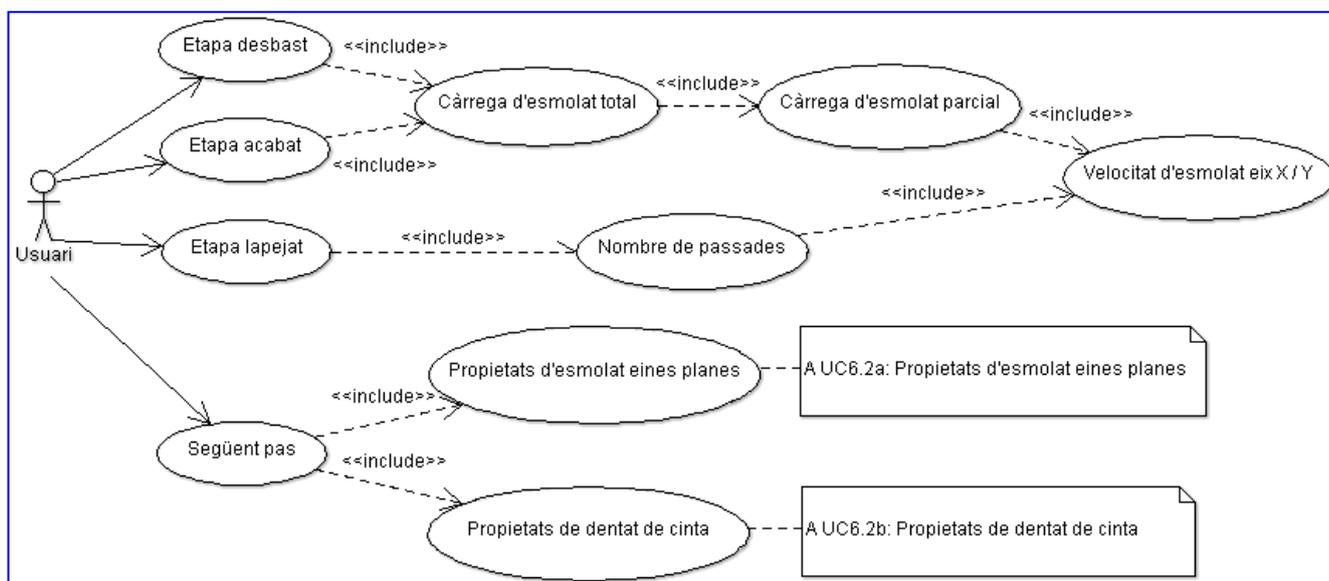 Etapa desbast
<<include>>
Càrrega d'esmolat total
<<include>>
Càrrega d'esmolat parcial
<<include>>
Etapa acabat
<<include>>
Velocitat d'esmolat eix X / Y
<<include>>
Usuari
Etapa lapejat
<<include>>
Nombre de passades
Propietats d'esmolat eines planes
A UC6.2a: Propietats d'esmolat eines planes
<<include>>
Següent pas
<<include>>
Propietats de dentat de cinta
A UC6.2b: Propietats de dentat de cinta